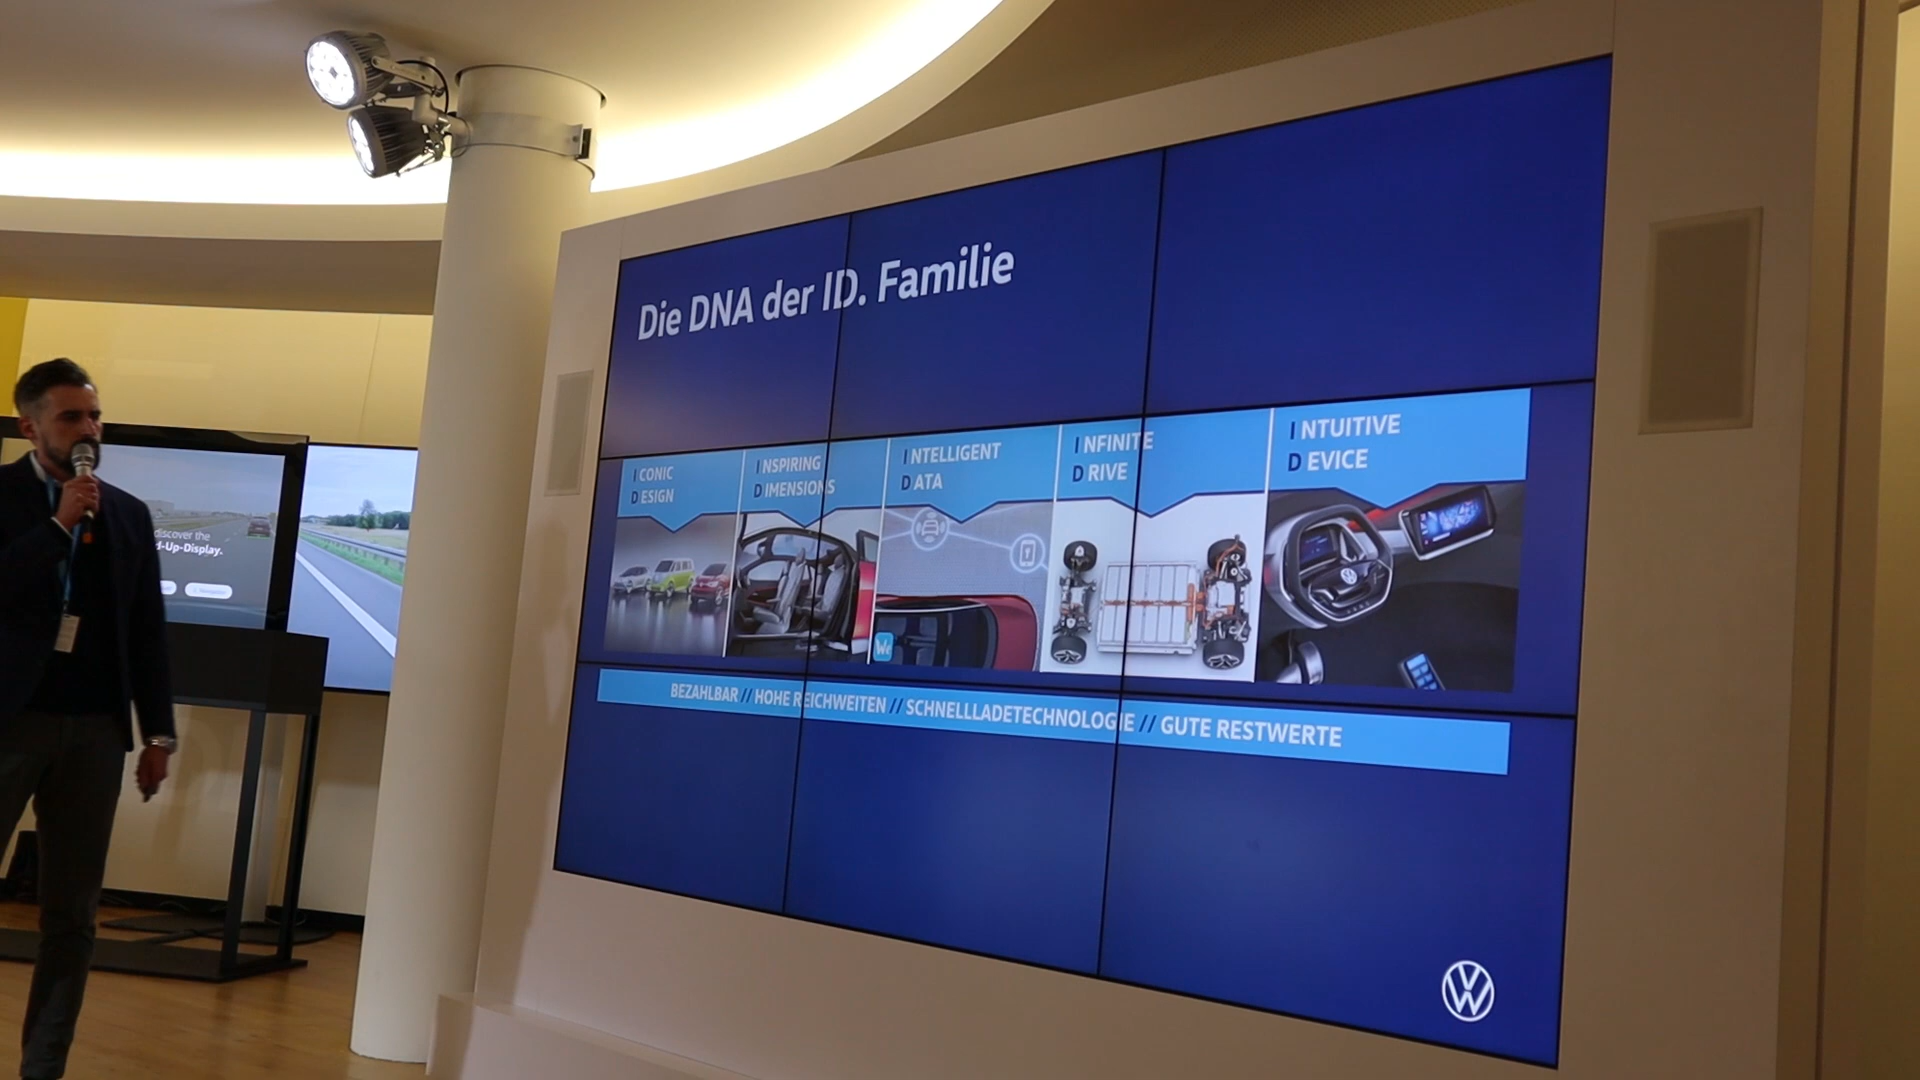 Die DNA der ID. Familie
ICONIC
DESIGN
INSPIRING
DIMENSIONS
INTELLIGENT
DATA
INFINITE
DRIVE
INTUITIVE
DEVICE
We
BEZAHLBAR // HOHE REICHWEITEN // SCHNELLLADETECHNOLOGIE // GUTE RESTWERTE
discover the
d-Up-Display.